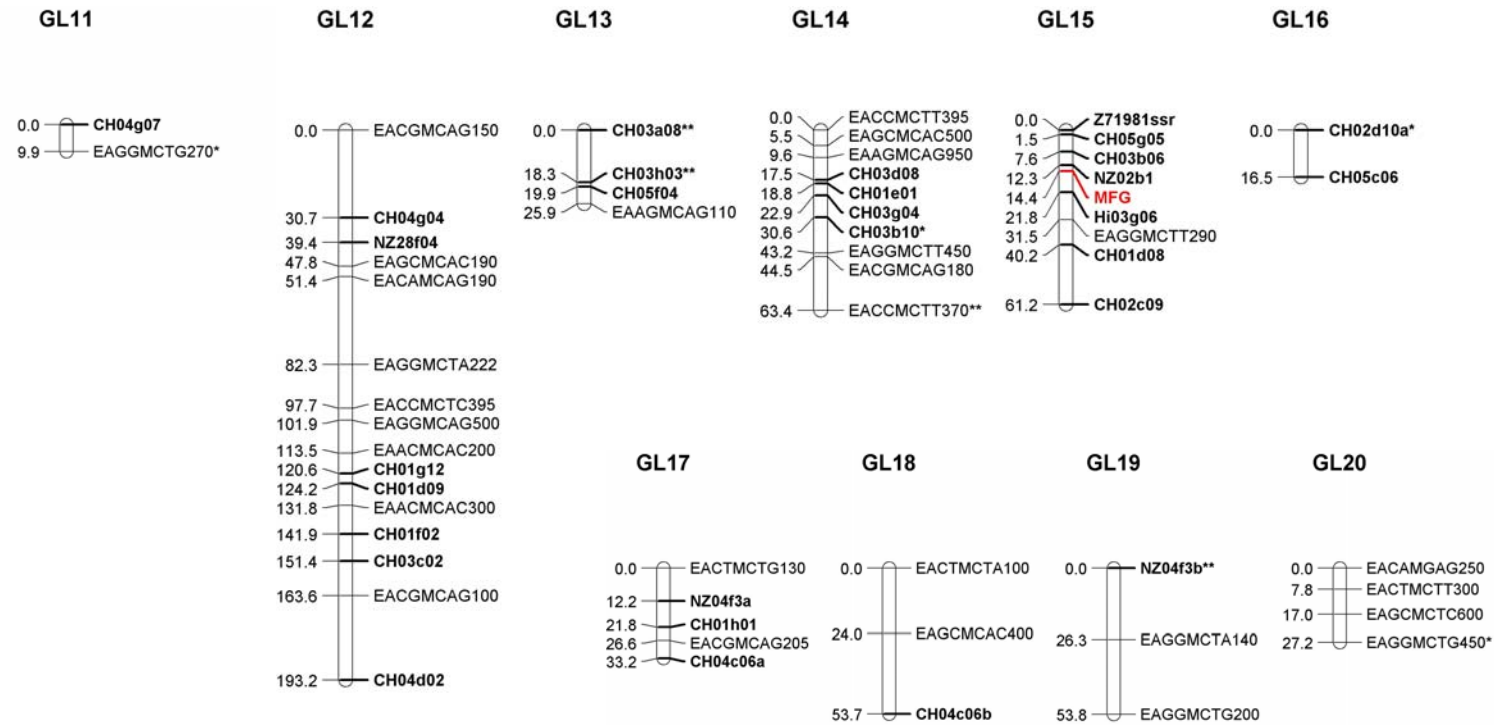 GL11
0.0 CH04g07
9.9 EAGGMCTG270*
GL12
0.0 EACGMCAG150
30.7 CH04g04
39.4 NZ28f04
47.8 EAGCMCAC190
51.4 EACAMCAG190
82.3 EAGGMCTA222
97.7 EACCMCTC395
101.9 EAGGMCAG500
113.5 EAACMCAC200
120.6 CH01g12
124.2 CH01d09
131.8 EAACMCAC300
141.9 CH01f02
151.4 CH03c02
163.6 EACGMCAG100
193.2 CH04d02
GL13
0.0 CH03a08**
18.3 CH03h03**
19.9 CH05f04
25.9 EAAGMCAG110
GL14
0.0 EACCMCTT395
5.5 EAGCMCAC500
9.6 EAAGMCAG950
17.5 CH03d08
18.8 CH01e01
22.9 CH03g04
30.6 CH03b10*
43.2 EAGGMCTT450
44.5 EACGMCAG180
63.4 EACCMCTT370**
GL15
0.0 Z71981ssr
1.5 CH05g05
7.6 CH03b06
12.3 NZ02b1
14.4 MFG
21.8 Hi03g06
31.5 EAGGMCTT290
40.2 CH01d08
61.2 CH02c09
GL16
0.0 CH02d10a*
16.5 CH05c06
GL17
0.0 EACTMCTG130
12.2 NZ04f3a
21.8 CH01h01
26.6 EACGMCAG205
33.2 CH04c06a
GL18
0.0 EACTMCTA100
24.0 EAGCMCAC400
53.7 CH04c06b
GL19
0.0 NZ04f3b**
26.3 EAGGMCTA140
53.8 EAGGMCTG200
GL20
0.0 EACAMGAG250
7.8 EACTMCTT300
17.0 EAGCMCTC600
27.2 EAGGMCTG450*